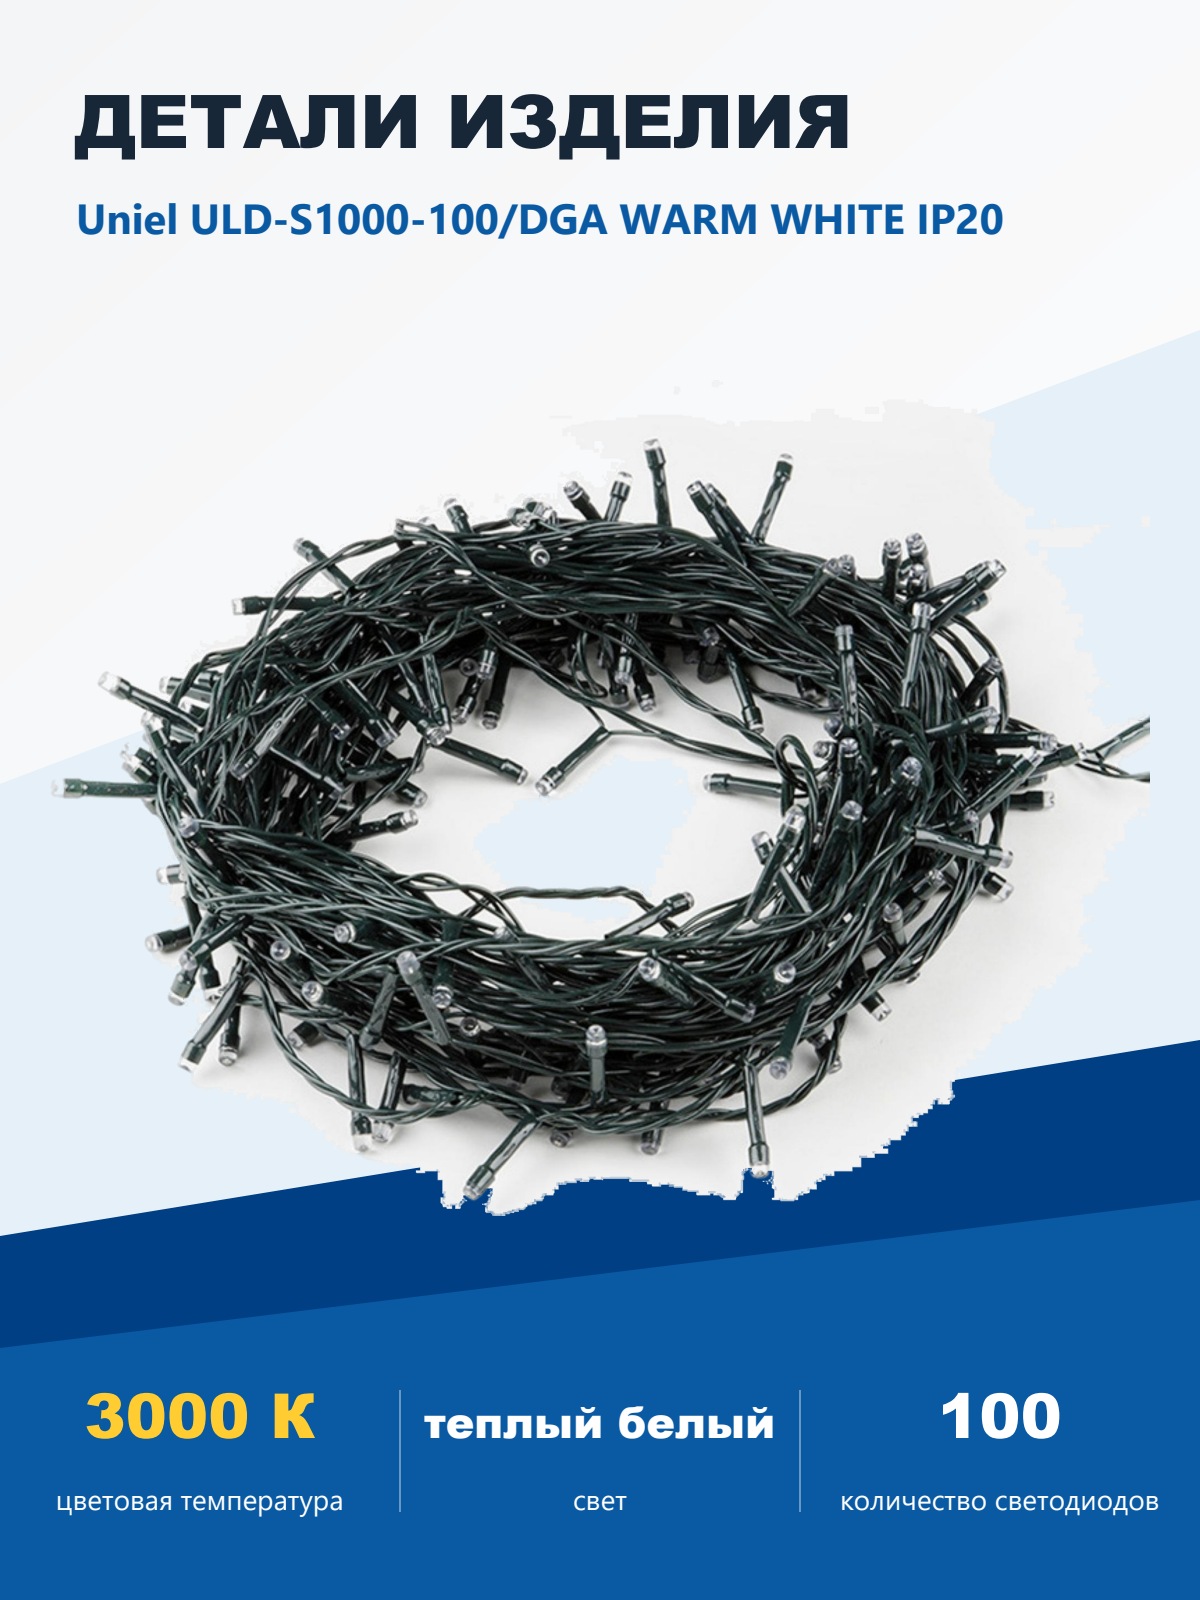 ДЕТАЛИ ИЗДЕЛИЯ
Uniel ULD-S1000-100/DGA WARM WHITE IP20
3000 К
теплый белый
100
цветовая температура
свет
количество светодиодов